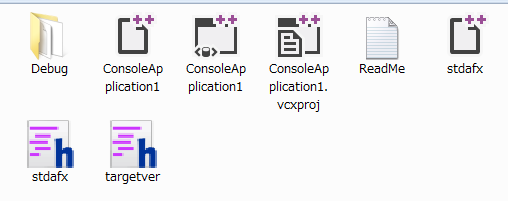 Debug
ConsoleAp
plication1
ConsoleAp
plication1
ConsoleAp
plication1.
vcxproj
ReadMe
stdafx
stdafx
targetver